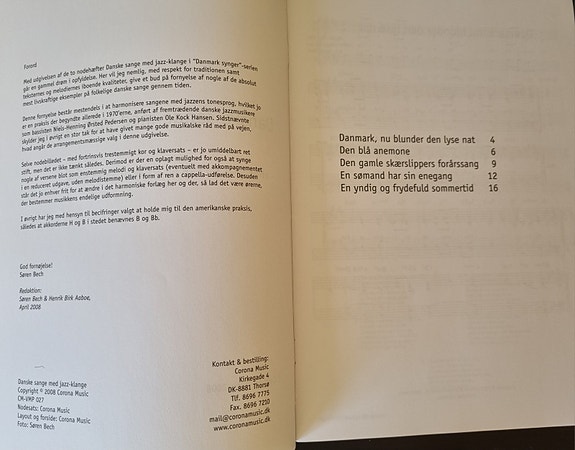 Forord
Med udgivelsen af de to nodehæfter Danske sange med jazz-klange i "Danmark synger"-serien
går en gammel drøm i opfyldelse. Her vil jeg nemlig, med respekt for traditionen samt
teksternes og melodiernes iboende kvaliteter, give et bud på fornyelse af nogle af de absolut
mest livskraftige eksempler på folkelige danske sange gennem tiden.
Denne fornyelse består mestendels i at harmonisere sangene med jazzens tonesprog, hvilket jo
er en praksis der begyndte allerede i 1970'erne, anført af fremtrædende danske jazzmusikere
som bassisten Niels-Henning Ørsted Pedersen og pianisten Ole Kock Hansen. Sidstnævnte
skylder jeg i øvrigt en stor tak for at have givet mange gode musikalske råd med på vejen,
hvad angår de arrangementsmæssige valg i denne udgivelse.
Selve nodebilledet - med fortrinsvis trestemmigt kor og klaversats - er jo umiddelbart ret
stift, men det er ikke tænkt således. Derimod er der en oplagt mulighed for også at synge
nogle af versene blot som enstemmig melodi og klaversats (eventuelt med akkompagnementet
i en reduceret udgave, uden melodistemme) eller i form af ren a cappella-udførelse. Desuden
står det jo enhver frit for at ændre i det harmoniske forlæg her og der, så lad det være ørerne,
der bestemmer musikkens endelige udformning.
I øvrigt har jeg med hensyn til becifringer valgt at holde mig til den amerikanske praksis,
således at akkorderne H og B i stedet benævnes B og Bb.
God fornøjelse!
Søren Bech
Redaktion:
Søren Bech & Henrik Birk Aaboe,
April 2008
Danske sange med jazz-klange
Copyright © 2008 Corona Music
CM-VMP 027
Nodesats: Corona Music
Layout og forside: Corona Music
Foto: Søren Bech
Kontakt & bestilling:
Corona Music
Kirkegade 4
DK-8881 Thorsø
Tlf. 8696 7775
Fax. 8696 7210
mail@coronamusic.dk
www.coronamusic.dk
Danmark, nu blunder den lyse nat 4
Den blå anemone 6
Den gamle skærslippers forårssang 9
En sømand har sin enegang 12
En yndig og frydefuld sommertid 16